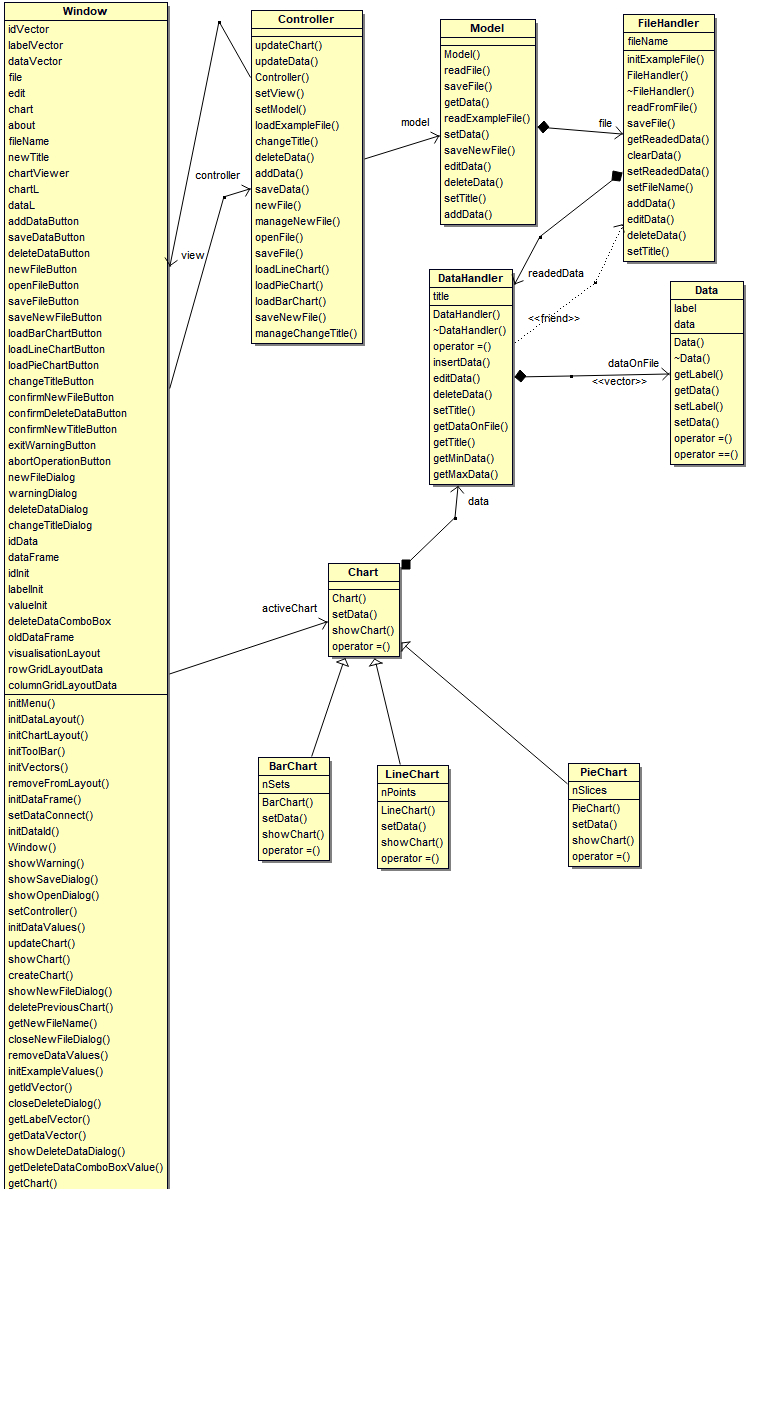 Window
idVector
labelVector
dataVector
file
edit
chart
about
fileName
newTitle
chartViewer
chartL
dataL
addDataButton
saveDataButton
deleteDataButton
newFileButton
openFileButton
saveFileButton
saveNewFileButton
loadBarChartButton
loadLineChartButton
loadPieChartButton
changeTitleButton
confirmNewFileButton
confirmDeleteDataButton
confirmNewTitleButton
exitWarningButton
abortOperationButton
newFileDialog
warningDialog
deleteDataDialog
changeTitleDialog
idData
dataFrame
idInit
labelInit
valueInit
deleteDataComboBox
oldDataFrame
visualisationLayout
rowGridLayoutData
columnGridLayoutData
initMenu()
initDataLayout()
initChartLayout()
initToolBar()
initVectors()
removeFromLayout()
initDataFrame()
setDataConnect()
initDataId()
Window()
showWarning()
showSaveDialog()
showOpenDialog()
setController()
initDataValues()
updateChart()
showChart()
createChart()
showNewFileDialog()
deletePreviousChart()
getNewFileName()
closeNewFileDialog()
removeDataValues()
initExampleValues()
getIdVector()
closeDeleteDialog()
getLabelVector()
getDataVector()
showDeleteDataDialog()
getDeleteDataComboBoxValue()
getChart()
view
controller
Controller
updateChart()
updateData()
Controller()
setView()
setModel()
loadExampleFile()
changeTitle()
deleteData()
addData()
saveData()
newFile()
manageNewFile()
openFile()
saveFile()
loadLineChart()
loadPieChart()
loadBarChart()
saveNewFile()
manageChangeTitle()
model
Model
Model()
readFile()
saveFile()
getData()
readExampleFile()
setData()
saveNewFile()
editData()
deleteData()
setTitle()
addData()
file
FileHandler
fileName
initExampleFile()
FileHandler()
~FileHandler()
readFromFile()
saveFile()
getReadedData()
clearData()
setReadedData()
setFileName()
addData()
editData()
deleteData()
setTitle()
readedData
<<friend>>
DataHandler
title
DataHandler()
~DataHandler()
operator =()
insertData()
editData()
deleteData()
setTitle()
getDataOnFile()
getTitle()
getMinData()
getMaxData()
dataOnFile
<<vector>>
Data
label
data
Data()
~Data()
getLabel()
getData()
setLabel()
setData()
operator =()
operator ==()
data
activeChart
Chart
Chart()
setData()
showChart()
operator =()
BarChart
nSets
BarChart()
setData()
showChart()
operator =()
LineChart
nPoints
LineChart()
setData()
showChart()
operator =()
PieChart
nSlices
PieChart()
setData()
showChart()
operator =()